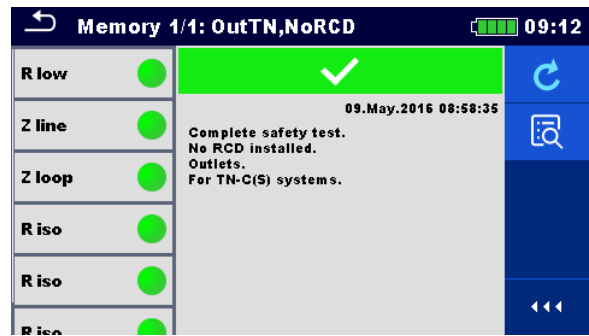 Memory 1/1: OutTN,NoRCD
09:12
R low
Z line
Z loop
R iso
R iso
R iso
09.May.2016 08:58:35
Complete safety test.
No RCD installed.
Outlets.
For TN-C(S) systems.